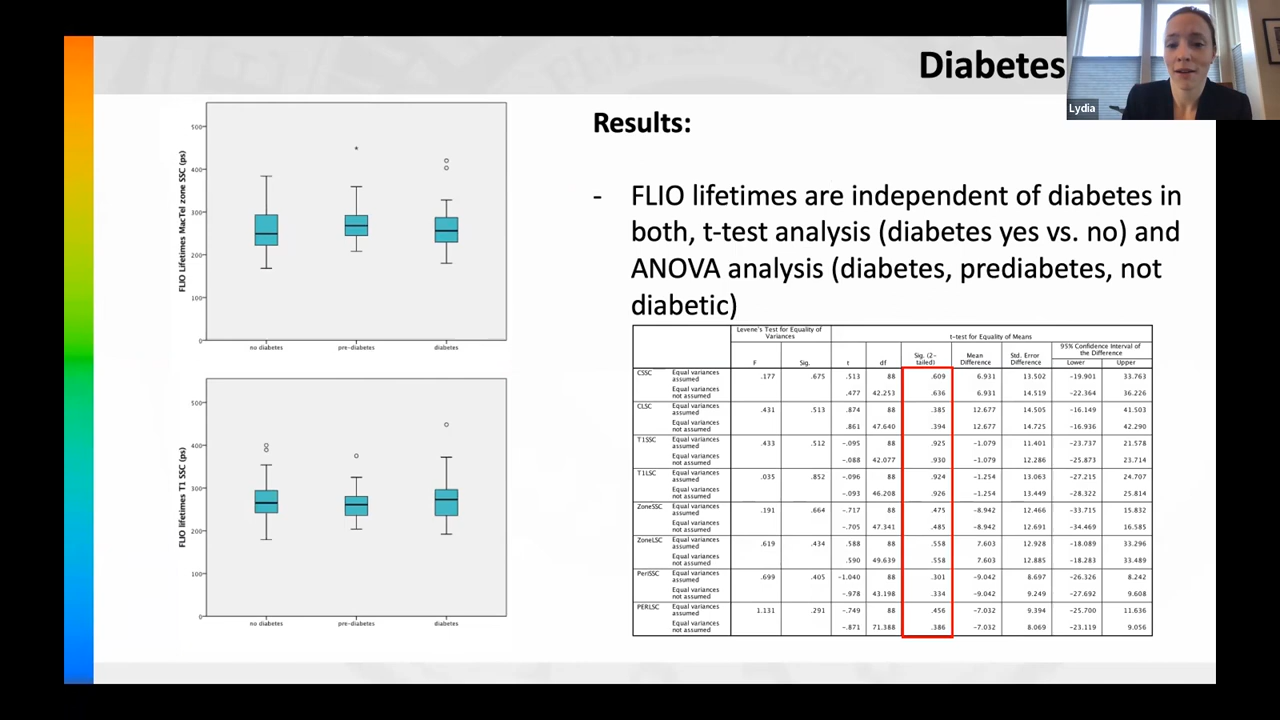 Diabetes
Lydia
Results:
- FLIO lifetimes are independent of diabetes in
both, t-test analysis (diabetes yes vs. no) and
ANOVA analysis (diabetes, prediabetes, not
diabetic)
FLIO Lifetimes MacTel zone SSC (ps)
500
400
300
200
100
0
no diabetes pre-diabetes diabetes
FLIO lifetimes T1 SSC (ps)
500
400
300
200
100
0
no diabetes pre-diabetes diabetes
Levene's Test for Equality of
Variances
t-test for Equality of Means
F Sig. t df Sig. (2-
tailed) Mean
Difference Std. Error
Difference 95% Confidence Interval of
the Difference
Lower Upper
CSSC Equal variances
assumed .177 .675 .513 88 .609 6.931 13.502 -19.901 33.763
Equal variances
not assumed .477 42.253 .636 6.931 14.519 -22.364 36.226
CLSC Equal variances
assumed .431 .513 .874 88 .385 12.677 14.505 -16.149 41.503
Equal variances
not assumed .861 47.640 .394 12.677 14.725 -16.936 42.290
T1SSC Equal variances
assumed .433 .512 -.095 88 .925 -1.079 11.401 -23.737 21.578
Equal variances
not assumed -.088 42.077 .930 -1.079 12.286 -25.873 23.714
T1LSC Equal variances
assumed .035 .852 -.096 88 .924 -1.254 13.063 -27.215 24.707
Equal variances
not assumed -.093 46.208 .926 -1.254 13.449 -28.322 25.814
ZoneSSC Equal variances
assumed .191 .664 -.717 88 .475 -8.942 12.466 -33.715 15.832
Equal variances
not assumed -.705 47.341 .485 -8.942 12.691 -34.469 16.585
ZoneLSC Equal variances
assumed .619 .434 .588 88 .558 7.603 12.928 -18.089 33.296
Equal variances
not assumed .590 49.639 .558 7.603 12.885 -18.283 33.489
PeriSSC Equal variances
assumed .699 .405 -1.040 88 .301 -9.042 8.697 -26.326 8.242
Equal variances
not assumed -.978 43.198 .334 -9.042 9.249 -27.692 9.608
PERLSC Equal variances
assumed 1.131 .291 -.749 88 .456 -7.032 9.394 -25.700 11.636
Equal variances
not assumed -.871 71.388 .386 -7.032 8.069 -23.119 9.056